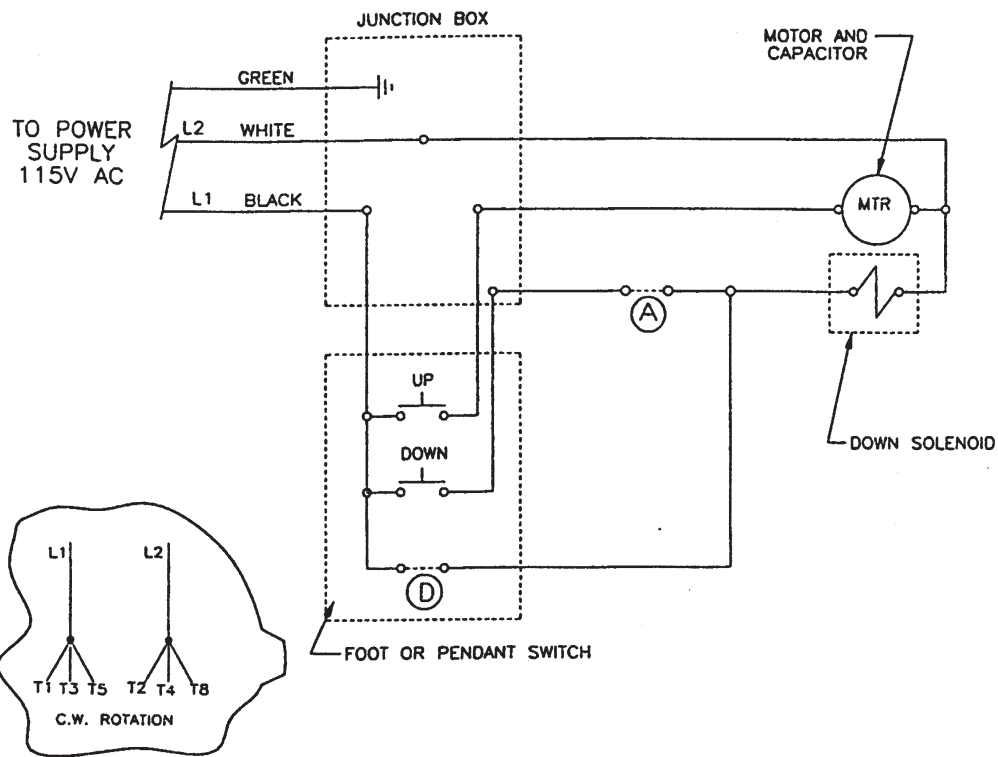 JUNCTION BOX
MOTOR AND
CAPACITOR
GREEN
TO POWER
SUPPLY
115V AC
L2 WHITE
L1 BLACK
MTR
A
UP
DOWN
DOWN SOLENOID
D
FOOT OR PENDANT SWITCH
L1 L2
T1 T3 T5 T2 T4 T8
C.W. ROTATION